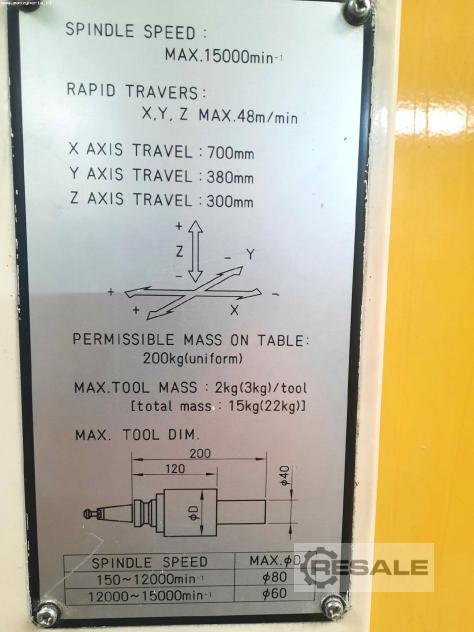 SPINDLE SPEED :
MAX.15000min⁻¹
RAPID TRAVERS:
X,Y, Z MAX.48m/min
X AXIS TRAVEL : 700mm
Y AXIS TRAVEL : 380mm
Z AXIS TRAVEL : 300mm
+
Z
- - Y
+ -
+ X
PERMISSIBLE MASS ON TABLE:
200kg(uniform)
MAX.TOOL MASS : 2kg(3kg)/tool
[total mass : 15kg(22kg)]
MAX. TOOL DIM.
200
120
φD
φ40
SPINDLE SPEED MAX.φD
150~12000min⁻¹ φ80
12000~15000min⁻¹ φ60
RESALE